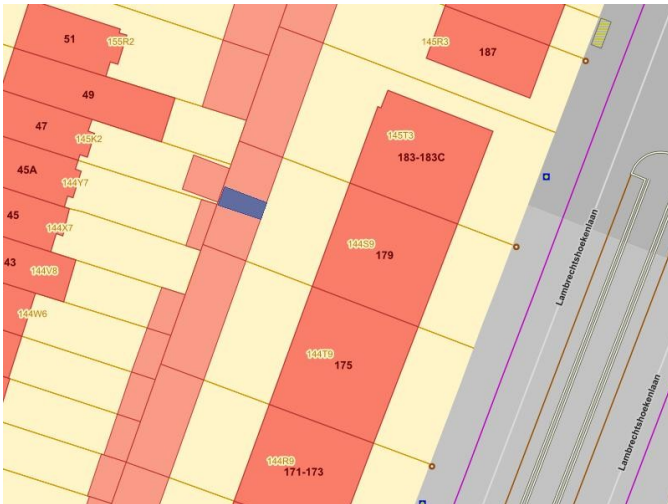 51
155R2
145R3
187
49
47
145K2
145T3
183-183C
45A
144Y7
45
144X7
144S9
179
43
144V8
144W6
144T9
175
144R9
171-173
Lambrechtshoekenlaan
Lambrechtshoekenlaan